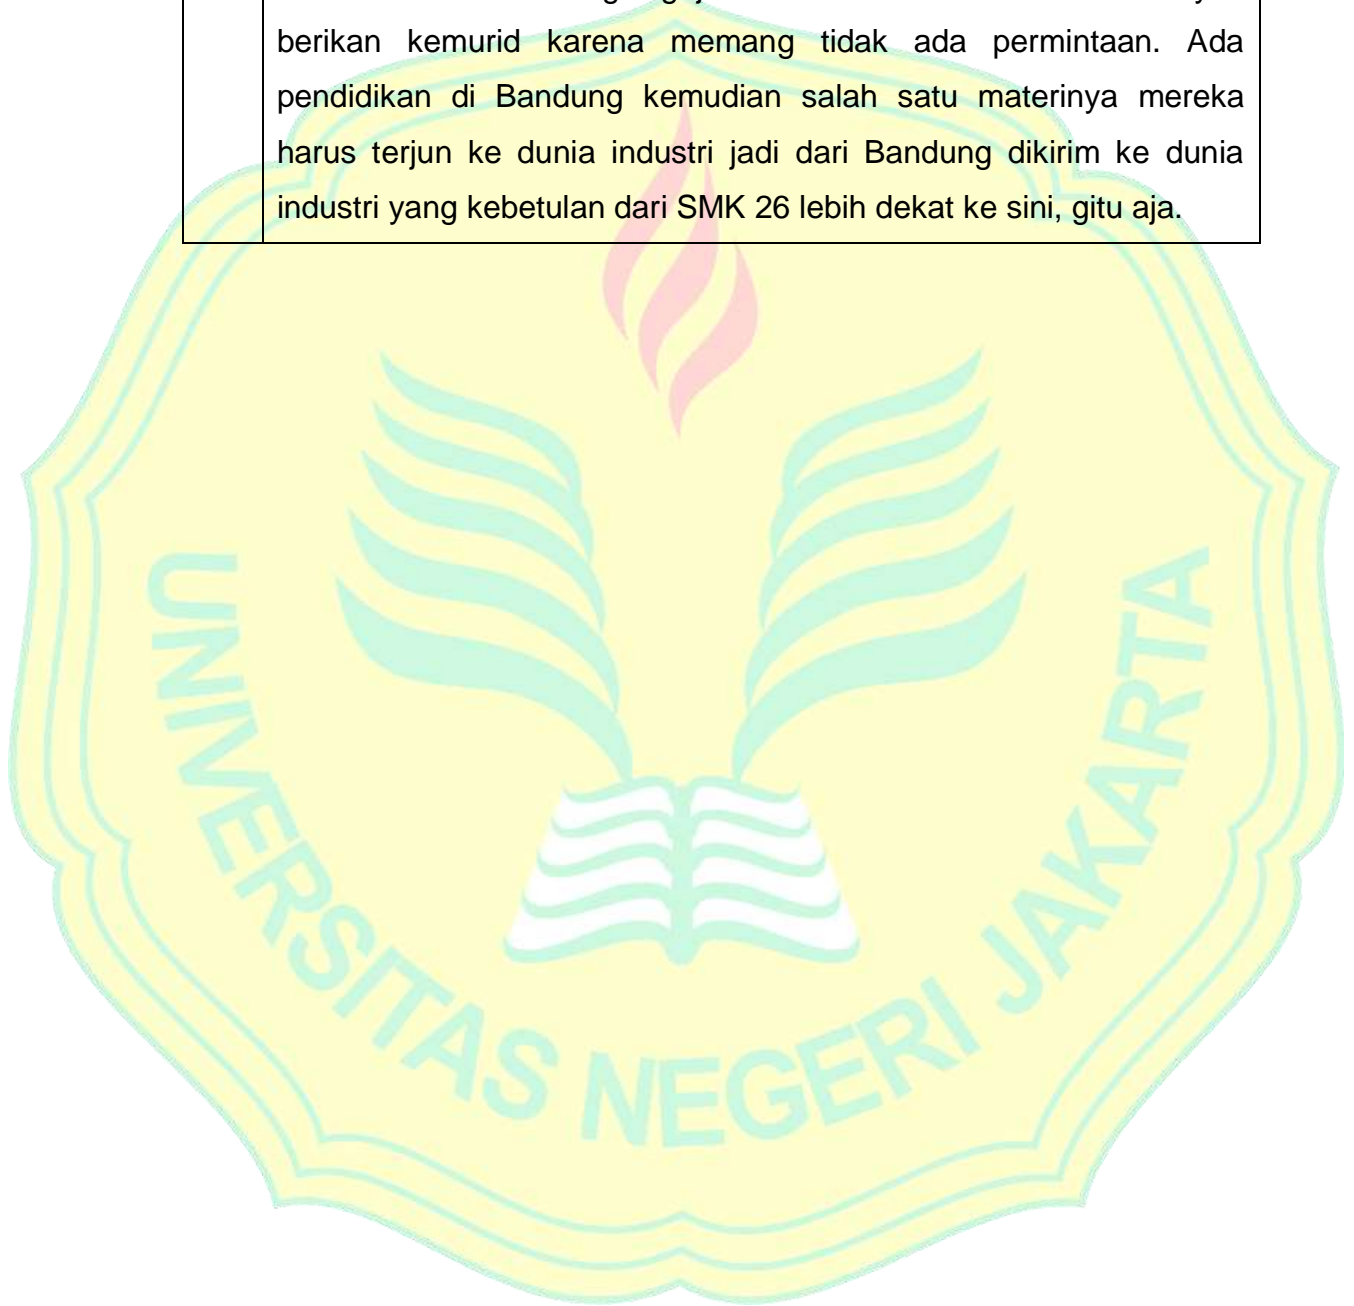 berikan kemurid karena memang tidak ada permintaan. Ada
pendidikan di Bandung kemudian salah satu materinya mereka
harus terjun ke dunia industri jadi dari Bandung dikirim ke dunia
industri yang kebetulan dari SMK 26 lebih dekat ke sini, gitu aja.
UNIVERSITAS NEGERI JAKARTA